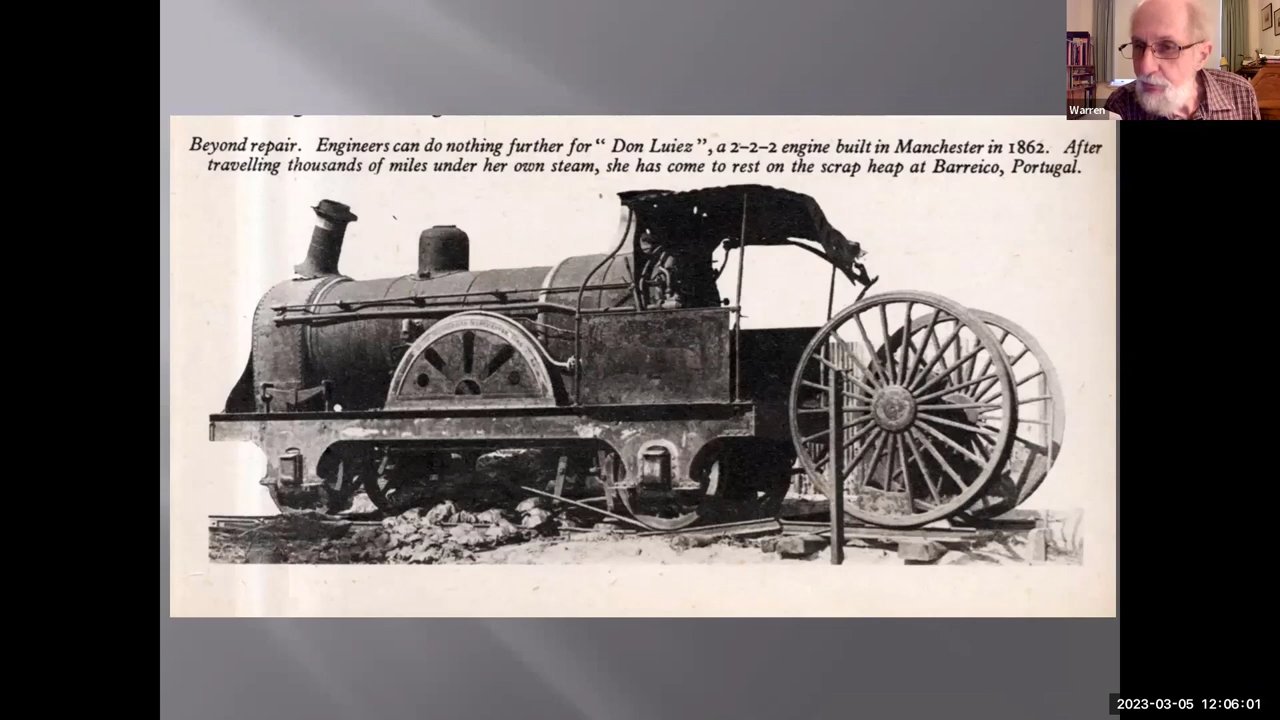 Warren
Beyond repair. Engineers can do nothing further for “ Don Luiez ”, a 2–2–2 engine built in Manchester in 1862. After
travelling thousands of miles under her own steam, she has come to rest on the scrap heap at Barreico, Portugal.
2023-03-05 12:06:01